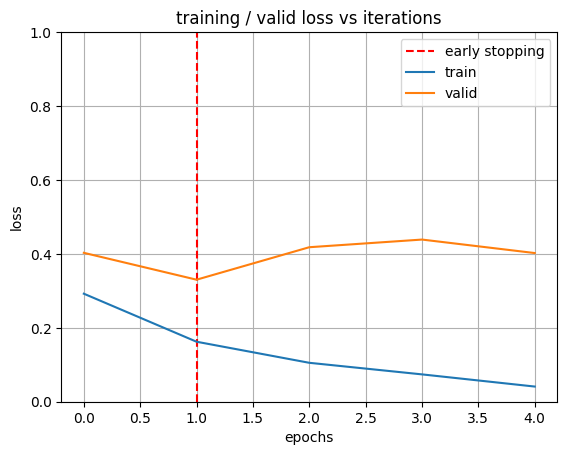 training / valid loss vs iterations
1.0
0.8
0.6
0.4
0.2
0.0
loss
early stopping
train
valid
0.0 0.5 1.0 1.5 2.0 2.5 3.0 3.5 4.0
epochs